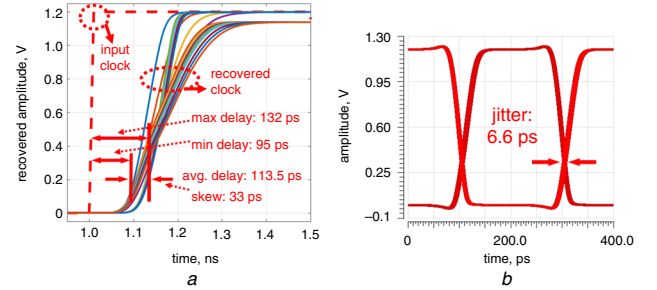 1.2
1.0
0.8
0.6
0.4
0.2
0
recovered amplitude, V
input
clock
recovered
clock
max delay: 132 ps
min delay: 95 ps
avg. delay: 113.5 ps
skew: 33 ps
1.0
1.1
1.2
1.3
1.4
1.5
time, ns
a
1.30
0.95
0.60
0.25
–0.1
amplitude, V
jitter:
6.6 ps
0
200.0
400.0
time, ps
b